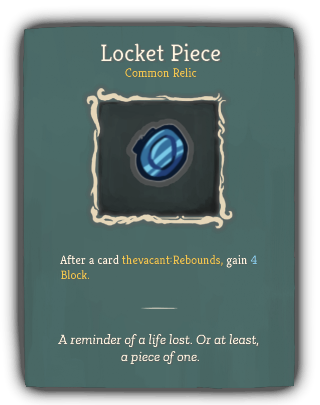 Locket Piece
Common Relic
After a card thevacant:Rebounds, gain 4
Block.
A reminder of a life lost. Or at least,
a piece of one.